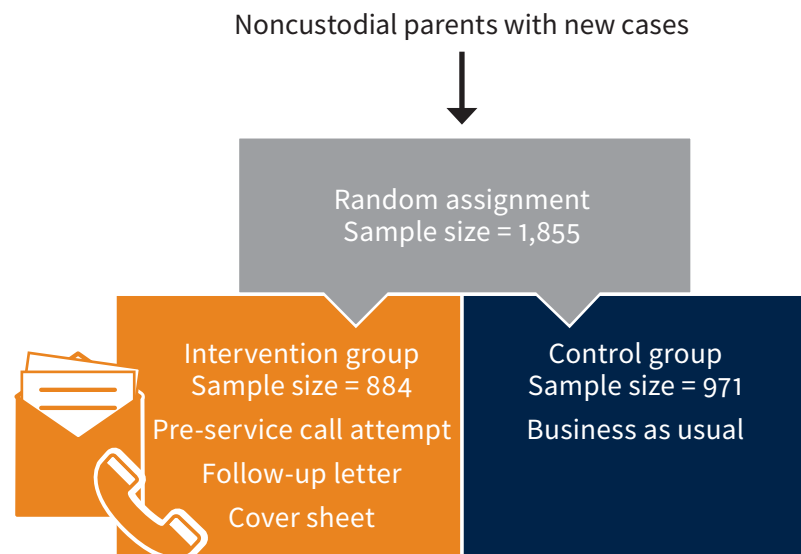 Noncustodial parents with new cases
Random assignment
Sample size = 1,855
Intervention group
Sample size = 884
Pre-service call attempt
Follow-up letter
Cover sheet
Control group
Sample size = 971
Business as usual